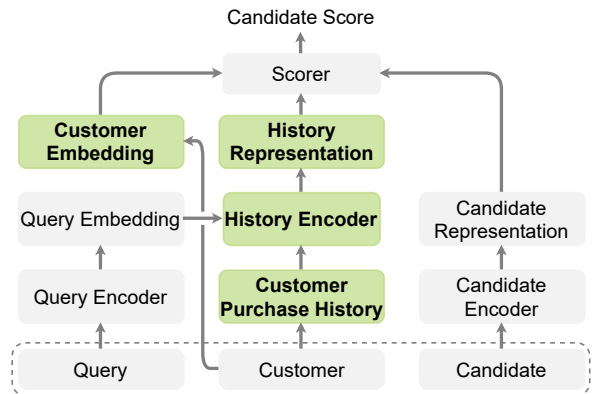 Candidate Score
Scorer
Customer
Embedding
History
Representation
Query Embedding
History Encoder
Candidate
Representation
Query Encoder
Customer
Purchase History
Candidate
Encoder
Query
Customer
Candidate